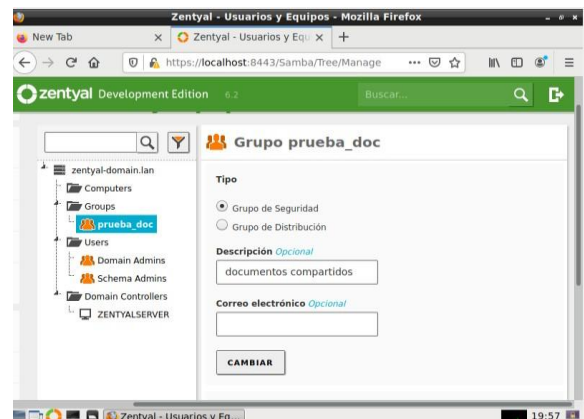 Zentyal - Usuarios y Equipos - Mozilla Firefox
New Tab
Zentyal - Usuarios y Equ
https://localhost:8443/Samba/Tree/Manage
zentyal Development Edition 6.2
Buscar...
Grupo prueba_doc
zentyal-domain.lan
Computers
Groups
prueba_doc
Users
Domain Admins
Schema Admins
Domain Controllers
ZENTYALSERVER
Tipo
Grupo de Seguridad
Grupo de Distribución
Descripción Opcional
documentos compartidos
Correo electrónico Opcional
CAMBIAR
Zentyal - Usuarios y Eq...
19:57